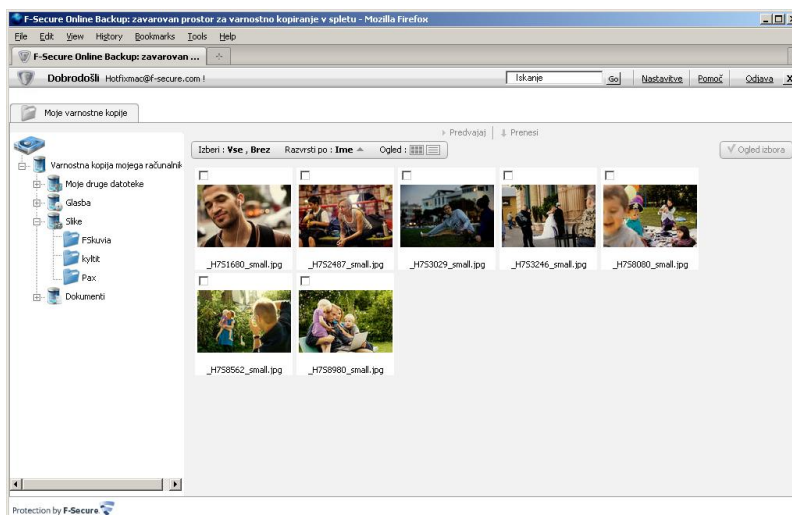 F-Secure Online Backup: zavarovan prostor za varnostno kopiranje v spletu - Mozilla Firefox
File Edit View History Bookmarks Tools Help
F-Secure Online Backup: zavarovan ...
Dobrodošli Hotfixmac@f-secure.com !
Iskanje Go Nastavitve Pomoč Odjava X
Moje varnostne kopije
Predvajaj Prenesi
Izberi : Vse , Brez Razvrsti po : Ime Ogled :
Ogled izbora
Varnostna kopija mojega računalnik
Moje druge datoteke
Glasba
Slike
FSkuvia
kyltit
Pax
Dokumenti
_H7S1680_small.jpg
_H7S2487_small.jpg
_H7S3029_small.jpg
_H7S3246_small.jpg
_H7S8080_small.jpg
_H7S8562_small.jpg
_H7S8980_small.jpg
Protection by F-Secure